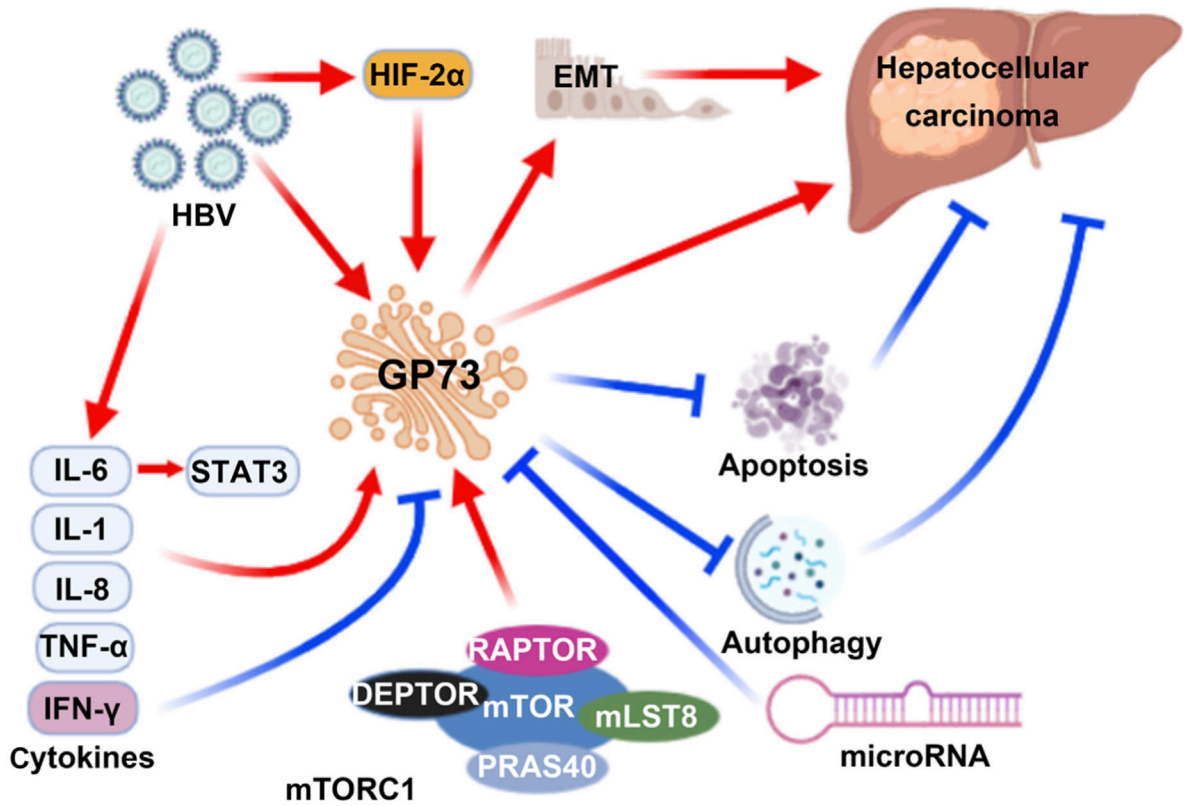 HBV
HIF-2α
EMT
Hepatocellular
carcinoma
GP73
IL-6
STAT3
IL-1
IL-8
TNF-α
IFN-γ
Cytokines
Apoptosis
Autophagy
RAPTOR
DEPTOR
mTOR
mLST8
PRAS40
mTORC1
microRNA